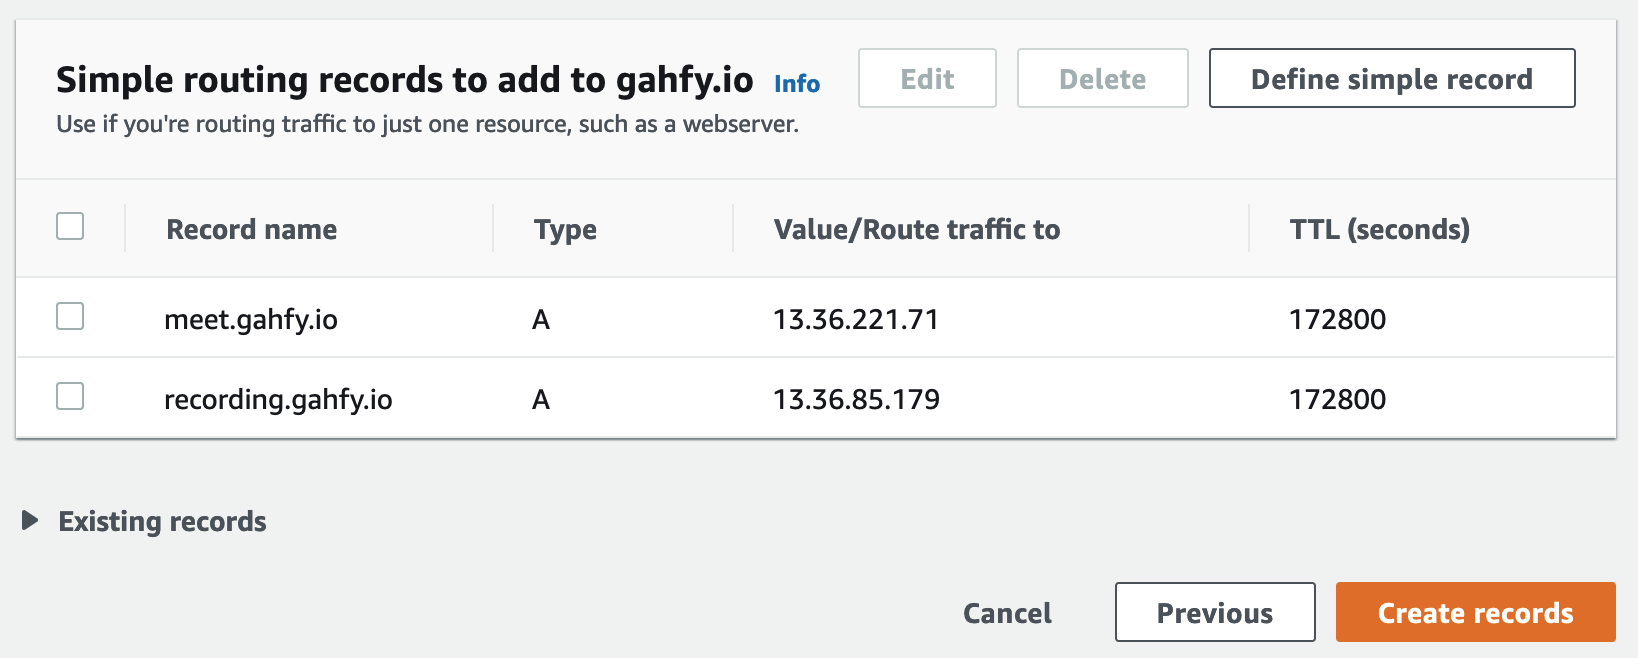 Simple routing records to add to gahfy.io Info Edit Delete Define simple record
Use if you're routing traffic to just one resource, such as a webserver.
Record name Type Value/Route traffic to TTL (seconds)
meet.gahfy.io A 13.36.221.71 172800
recording.gahfy.io A 13.36.85.179 172800
Existing records
Cancel Previous Create records